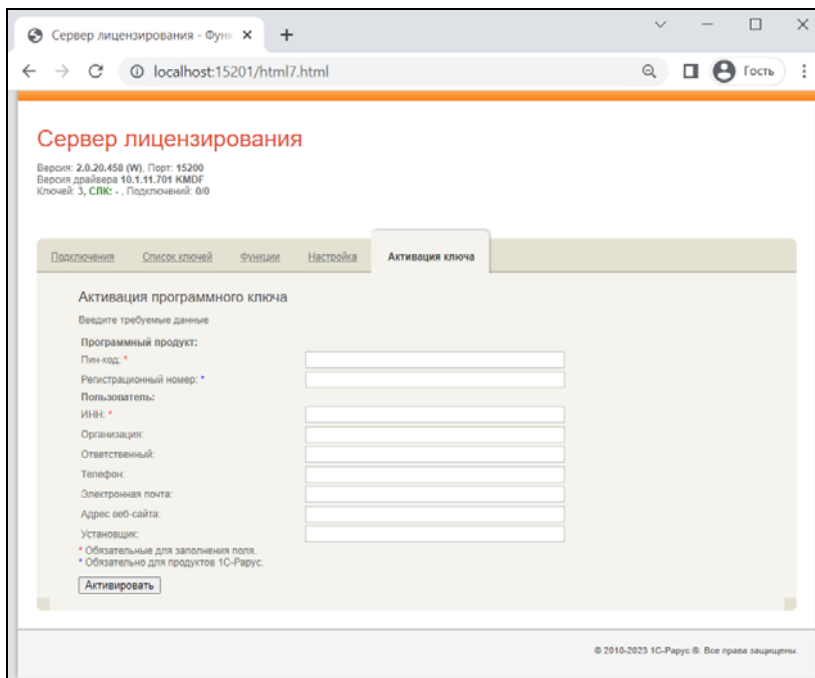 Сервер лицензирования - Фун
localhost:15201/html7.html
Гость
Сервер лицензирования
Версия: 2.0.20.458 (W), Порт: 15200
Версия драйвера 10.1.11.701 KMDF
Ключей: 3, СЛК: - , Подключений: 0/0
Подключения Список ключей Функции Настройка Активация ключа
Активация программного ключа
Введите требуемые данные
Программный продукт:
Пин-код: *
Регистрационный номер: *
Пользователь:
ИНН: *
Организация:
Ответственный:
Телефон:
Электронная почта:
Адрес веб-сайта:
Установщик:
* Обязательные для заполнения поля.
* Обязательно для продуктов 1С-Рарус.
Активировать
© 2010-2023 1С-Рарус ®. Все права защищены.